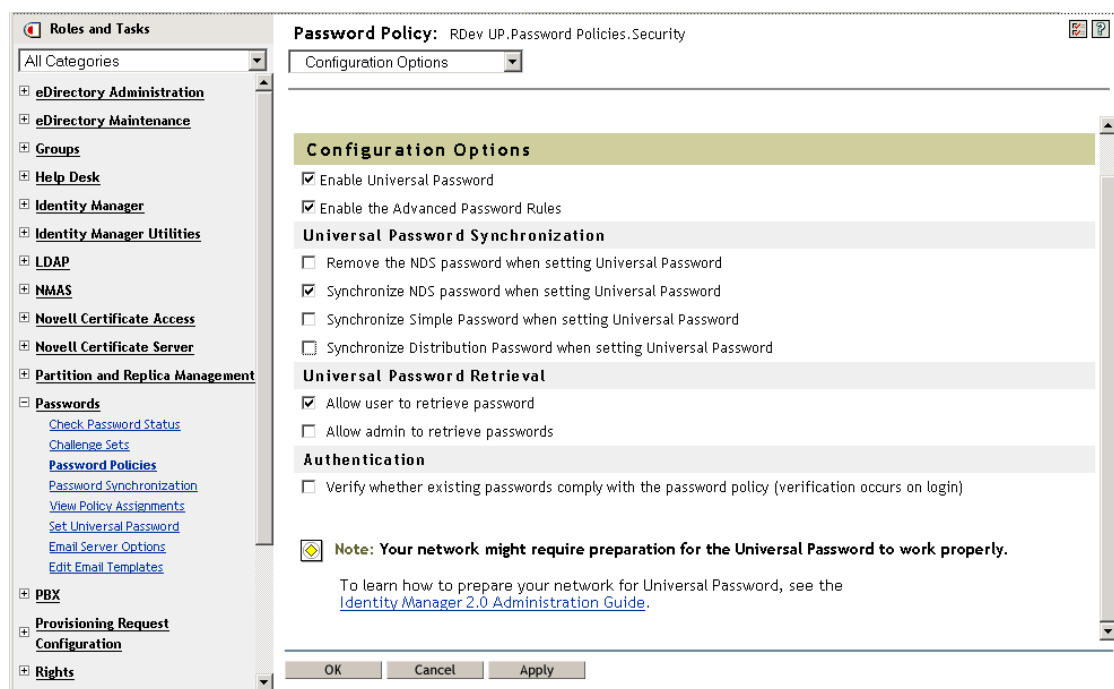 Roles and Tasks
All Categories
eDirectory Administration
eDirectory Maintenance
Groups
Help Desk
Identity Manager
Identity Manager Utilities
LDAP
NMAS
Novell Certificate Access
Novell Certificate Server
Partition and Replica Management
Passwords
Check Password Status
Challenge Sets
Password Policies
Password Synchronization
View Policy Assignments
Set Universal Password
Email Server Options
Edit Email Templates
PBX
Provisioning Request
Configuration
Rights
Password Policy: RDev UP.Password Policies.Security
Configuration Options
Configuration Options
Enable Universal Password
Enable the Advanced Password Rules
Universal Password Synchronization
Remove the NDS password when setting Universal Password
Synchronize NDS password when setting Universal Password
Synchronize Simple Password when setting Universal Password
Synchronize Distribution Password when setting Universal Password
Universal Password Retrieval
Allow user to retrieve password
Allow admin to retrieve passwords
Authentication
Verify whether existing passwords comply with the password policy (verification occurs on login)
Note: Your network might require preparation for the Universal Password to work properly.
To learn how to prepare your network for Universal Password, see the
Identity Manager 2.0 Administration Guide.
OK Cancel Apply